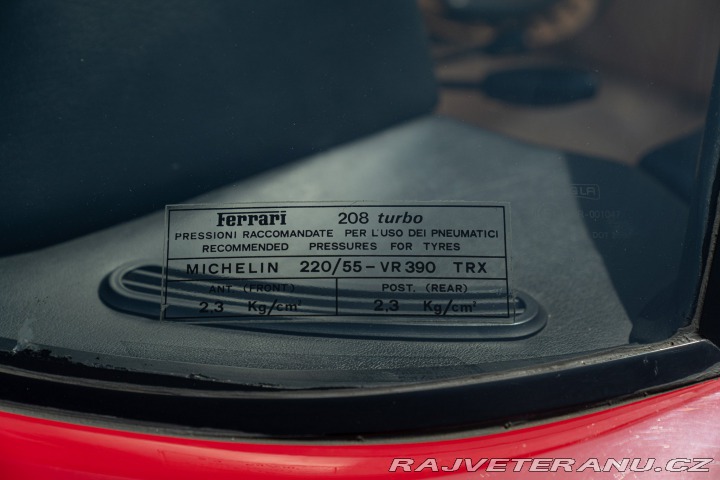 Ferrari 208 turbo
PRESSIONI RACCOMANDATE PER L'USO DEI PNEUMATICI
RECOMMENDED PRESSURES FOR TYRES
MICHELIN 220/55-VR 390 TRX
ANT (FRONT) POST. (REAR)
2,3 Kg/cm² 2,3 Kg/cm²
RAJVETERANU.CZ